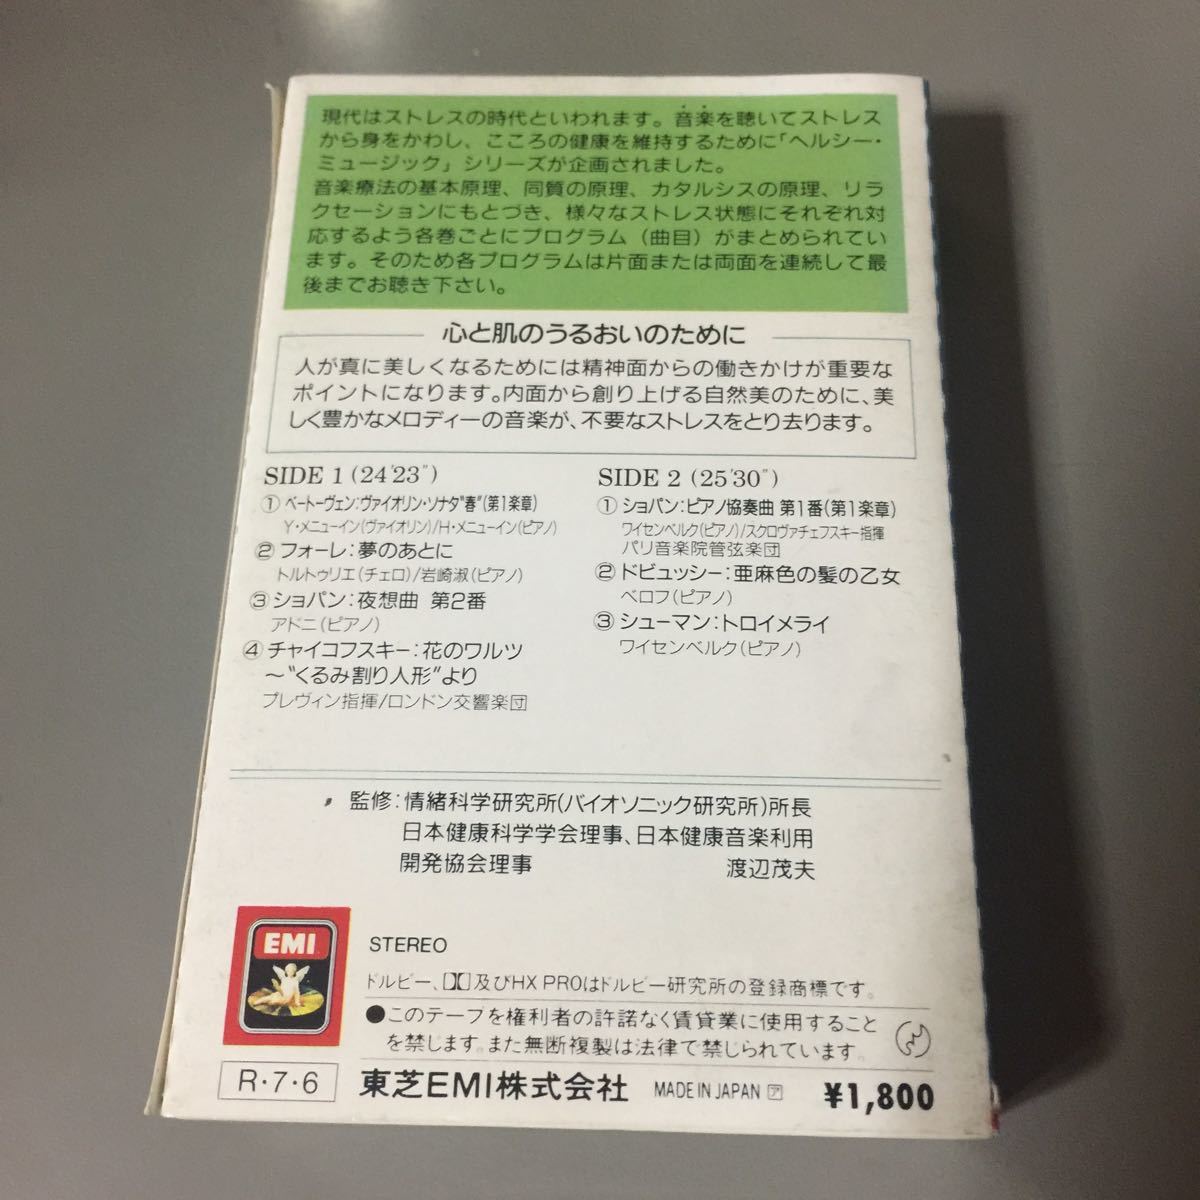 現代はストレスの時代といわれます。音楽を聴いてストレス
から身をかわし、こころの健康を維持するために「ヘルシー・
ミュージック」シリーズが企画されました。
音楽療法の基本原理、同質の原理、カタルシスの原理、リラ
クセーションにもとづき、様々なストレス状態にそれぞれ対
応するよう各巻ごとにプログラム（曲目）がまとめられてい
ます。そのため各プログラムは片面または両面を連続して最
後までお聴き下さい。
心と肌のうるおいのために
人が真に美しくなるためには精神面からの働きかけが重要な
ポイントになります。内面から創り上げる自然美のために、美
しく豊かなメロディーの音楽が、不要なストレスをとり去ります。
SIDE 1 (24'23")
①ベートーヴェン:ヴァイオリン・ソナタ"春"(第1楽章)
Y・メニューイン(ヴァイオリン)/H・メニューイン(ピアノ)
②フォーレ:夢のあとに
トルトゥリエ(チェロ)/岩崎淑(ピアノ)
③ショパン:夜想曲 第2番
アドニ(ピアノ)
④チャイコフスキー:花のワルツ
～"くるみ割り人形"より
プレヴィン指揮/ロンドン交響楽団
SIDE 2 (25'30")
①ショパン:ピアノ協奏曲 第1番(第1楽章)
ワイセンベルク(ピアノ)/スクロヴァチェフスキー指揮
パリ音楽院管弦楽団
②ドビュッシー:亜麻色の髪の乙女
ベロフ(ピアノ)
③シューマン:トロイメライ
ワイセンベルク(ピアノ)
監修:情緒科学研究所(バイオソニック研究所)所長
日本健康科学学会理事、日本健康音楽利用
開発協会理事 渡辺茂夫
EMI
STEREO
ドルビー、及びHX PROはドルビー研究所の登録商標です。
●このテープを権利者の許諾なく賃貸業に使用すること
を禁じます。また無断複製は法律で禁じられています。
R・7・6
東芝EMI株式会社 MADE IN JAPAN ア ¥1,800